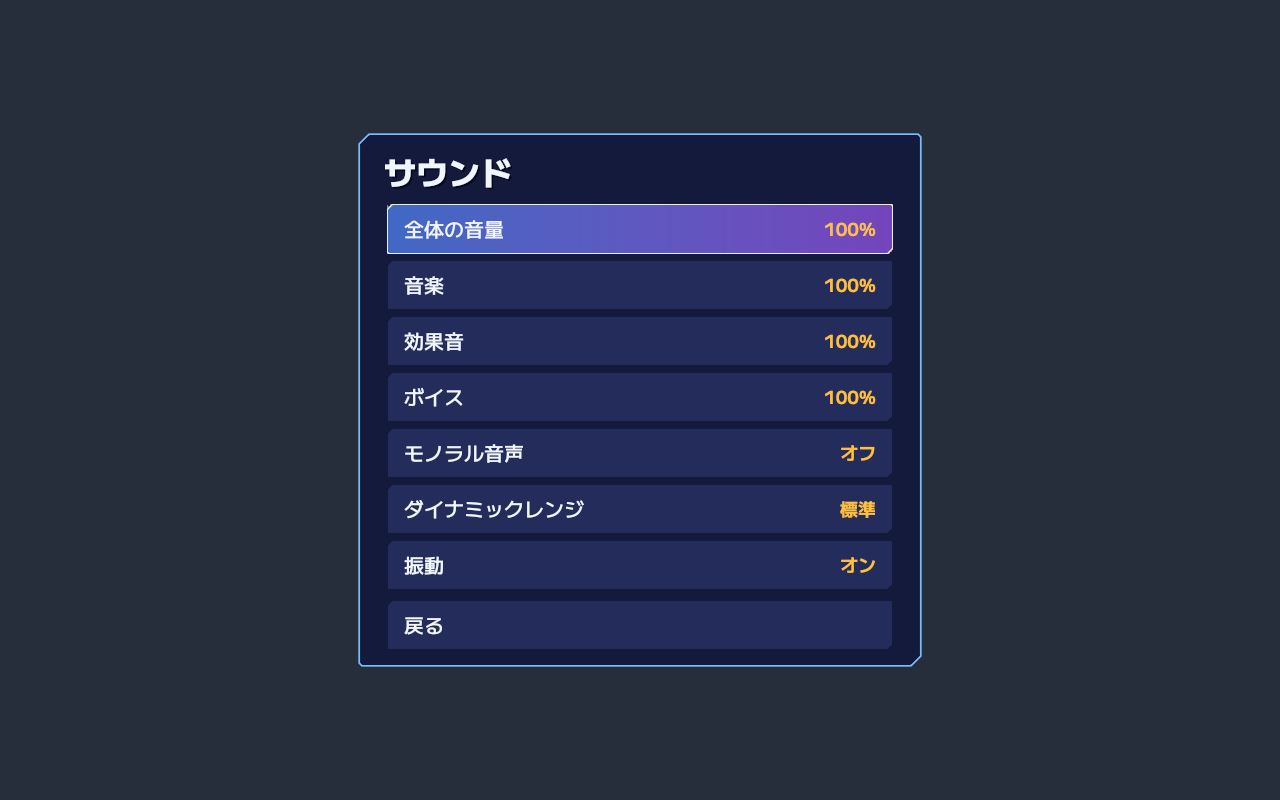 サウンド
全体の音量 100%
音楽 100%
効果音 100%
ボイス 100%
モノラル音声 オフ
ダイナミックレンジ 標準
振動 オン
戻る